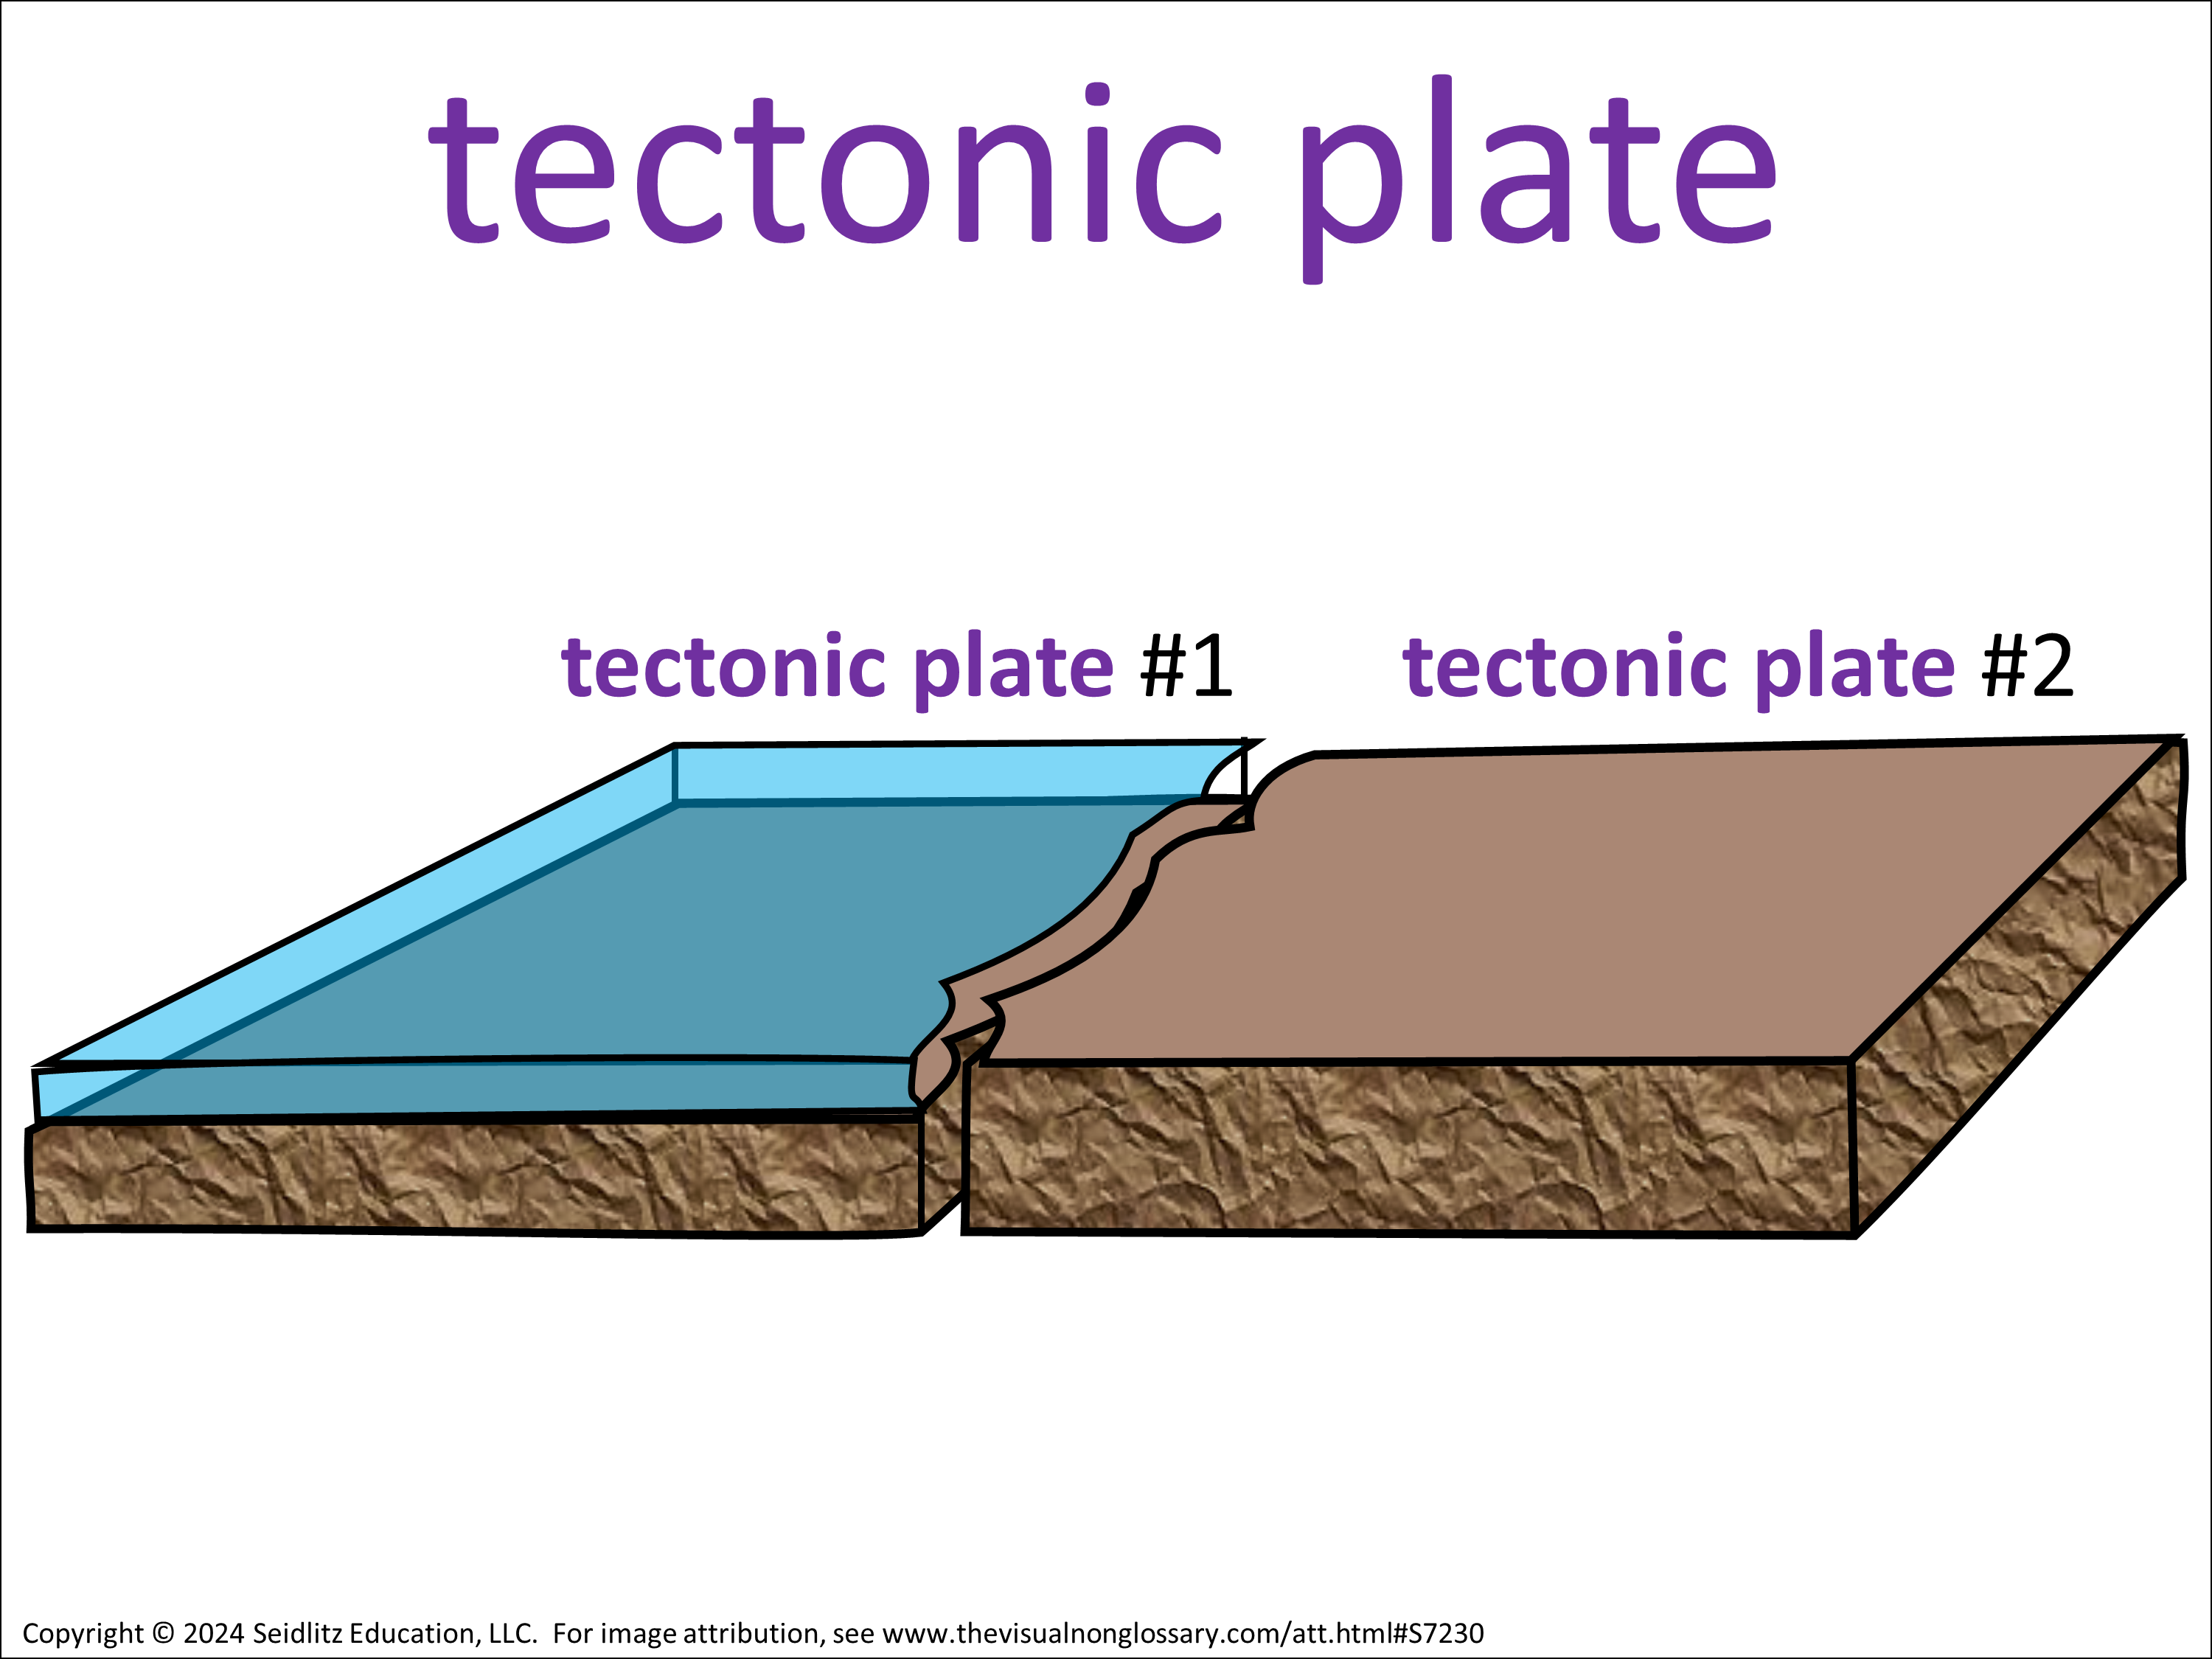 tectonic plate
tectonic plate #1 tectonic plate #2
Copyright © 2024 Seidlitz Education, LLC.  For image attribution, see www.thevisualnonglossary.com/att.html#S7230